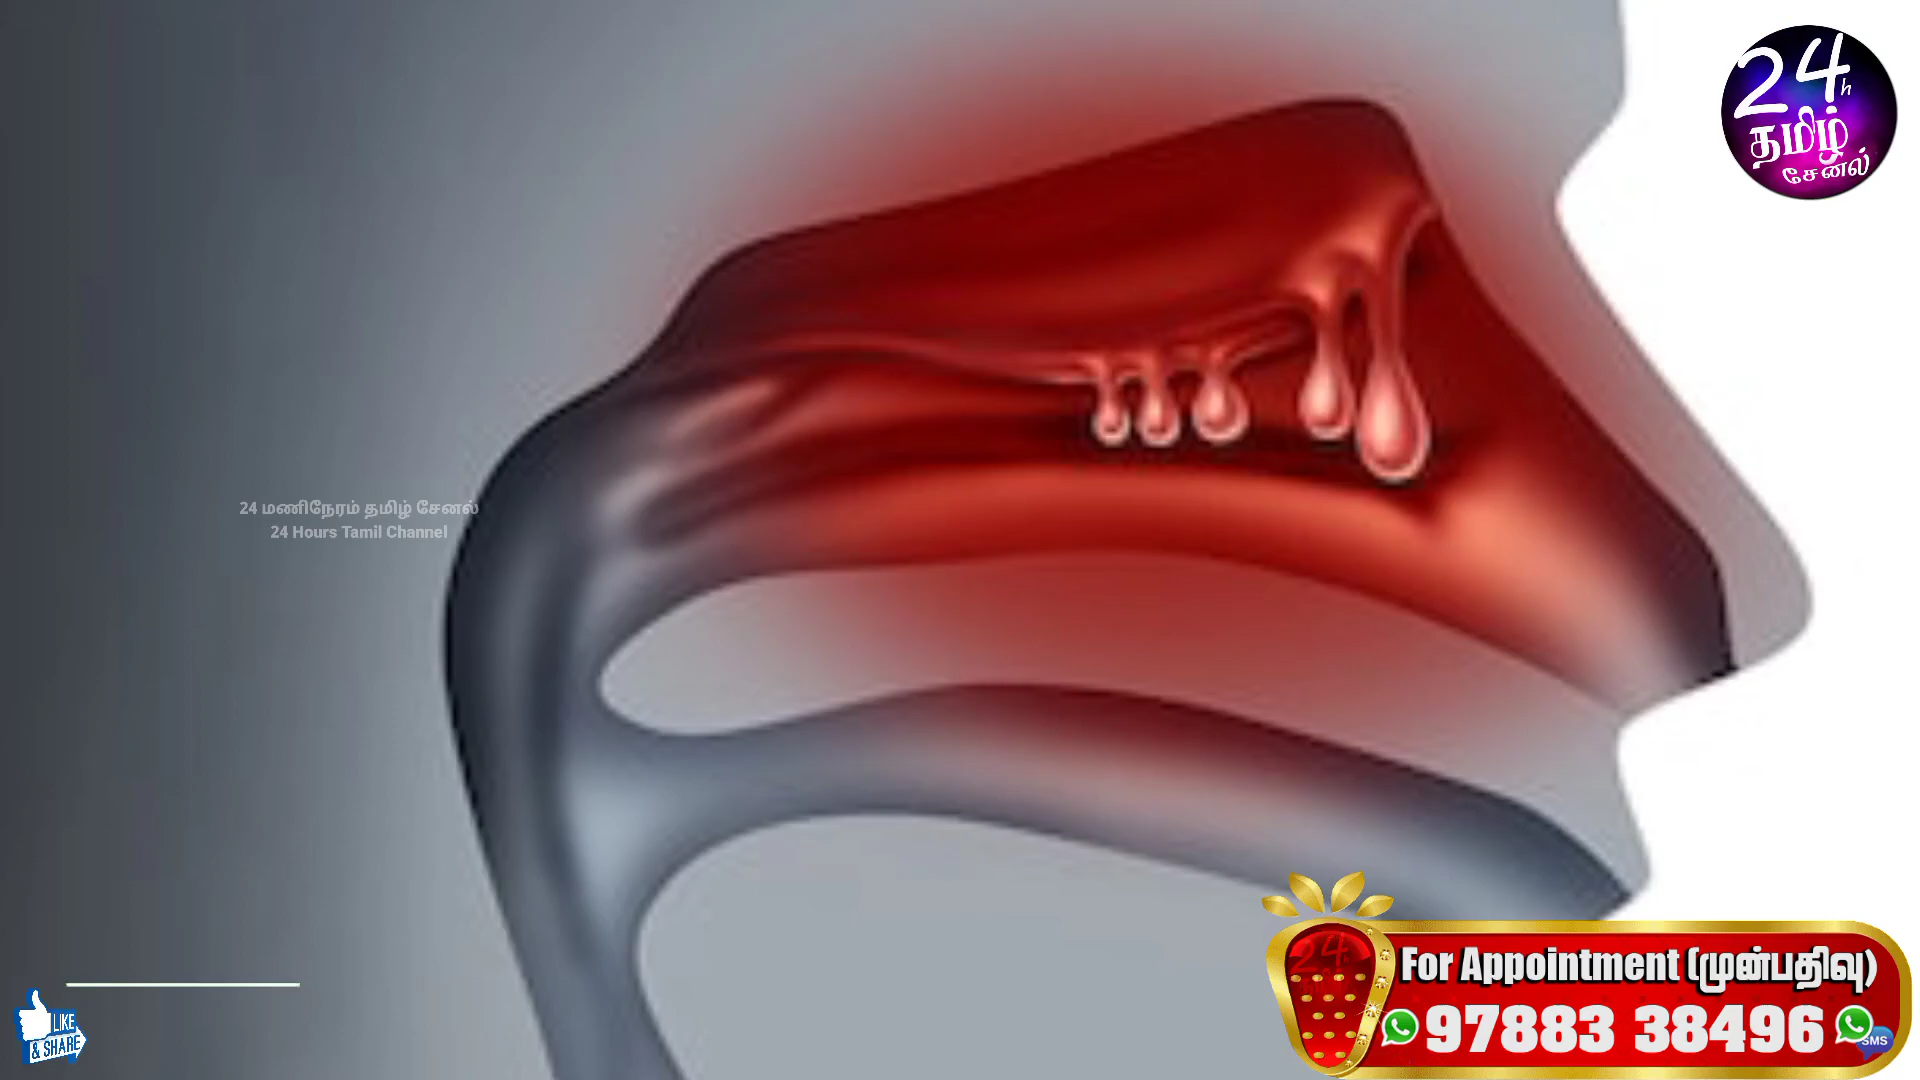 24h
தமிழ்
சேனல்
24 மணிநேரம் தமிழ் சேனல்
24 Hours Tamil Channel
LIKE
& SHARE
24
For Appointment (முன்பதிவு)
97883 38496
SMS